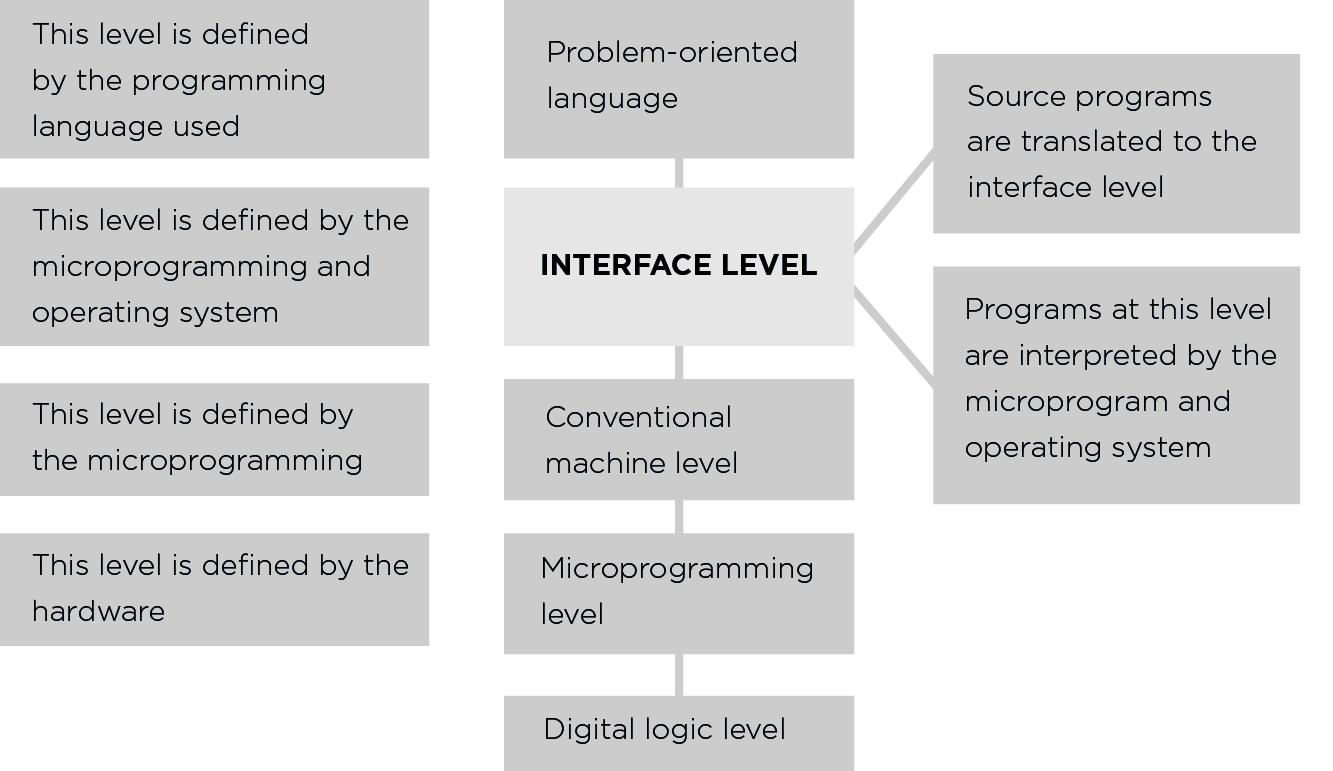 This level is defined
by the programming
language used
Problem-oriented
language
Source programs
are translated to the
interface level
This level is defined by the
microprogramming and
operating system
INTERFACE LEVEL
Programs at this level
are interpreted by the
microprogram and
operating system
This level is defined by
the microprogramming
Conventional
machine level
This level is defined by the
hardware
Microprogramming
level
Digital logic level